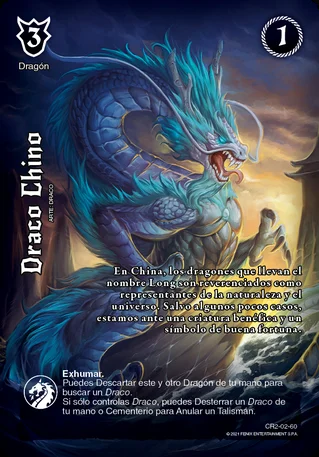 3
1
Dragón
Draco Chino
ARTE: DRACO
En China, los dragones que llevan el
nombre Long son reverenciados como
representantes de la naturaleza y el
universo. Salvo algunos pocos casos,
estamos ante una criatura benéfica y un
símbolo de buena fortuna.
Exhumar.
Puedes Descartar este y otro Dragón de tu mano para
buscar un Draco.
Si sólo controlas Draco, puedes Desterrar un Draco de
tu mano o Cementerio para Anular un Talismán.
CR2-02-60
© 2021 FENIX ENTERTAINMENT S.P.A.